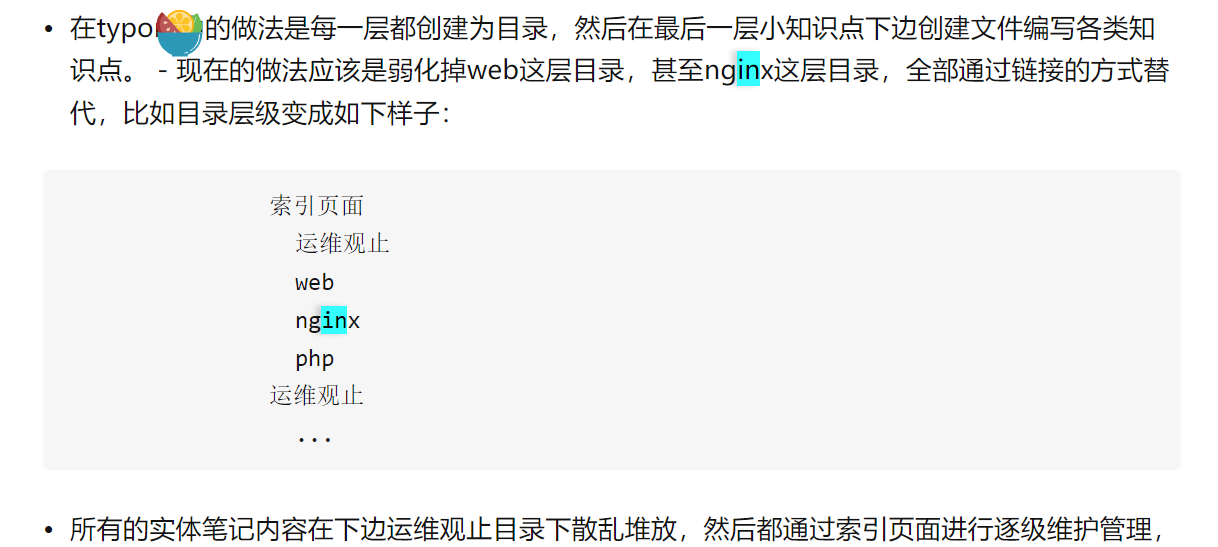 • 在typo的做法是每一层都创建为目录，然后在最后一层小知识点下边创建文件编写各类知
识点。 - 现在的做法应该是弱化掉web这层目录，甚至nginx这层目录，全部通过链接的方式替
代，比如目录层级变成如下样子：
索引页面
运维观止
web
nginx
php
运维观止
...
• 所有的实体笔记内容在下边运维观止目录下散乱堆放，然后都通过索引页面进行逐级维护管理，